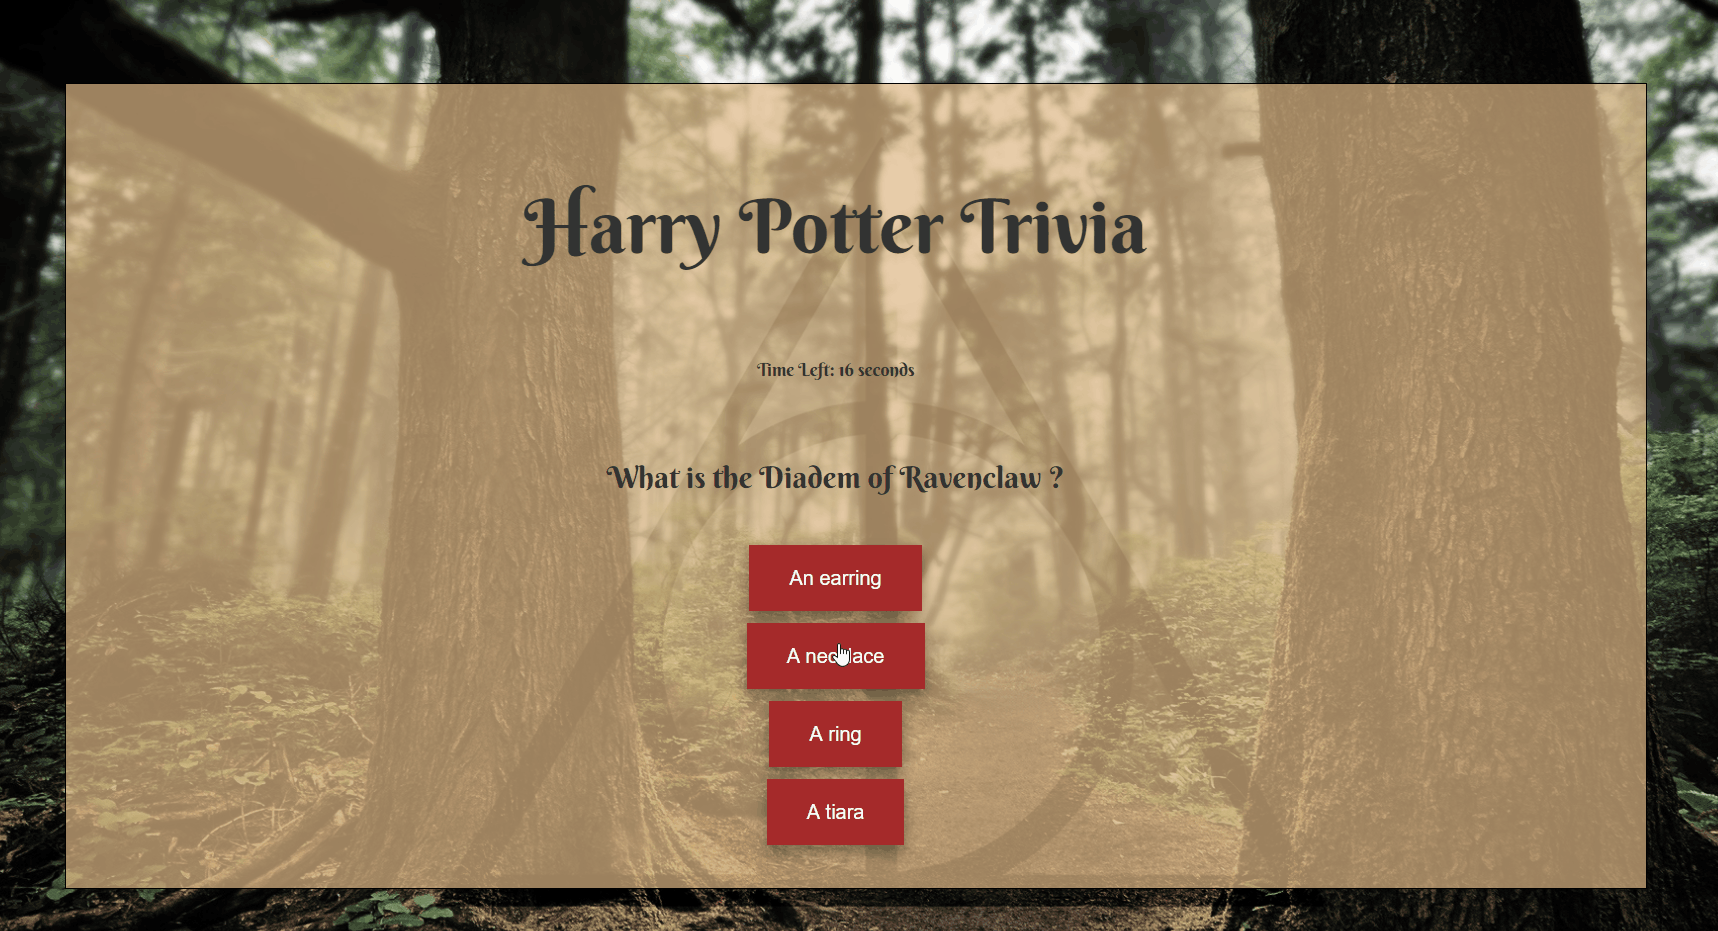 Harry Potter Trivia
Time Left: 16 seconds
What is the Diadem of Ravenclaw ?
An earring
A necklace
A ring
A tiara